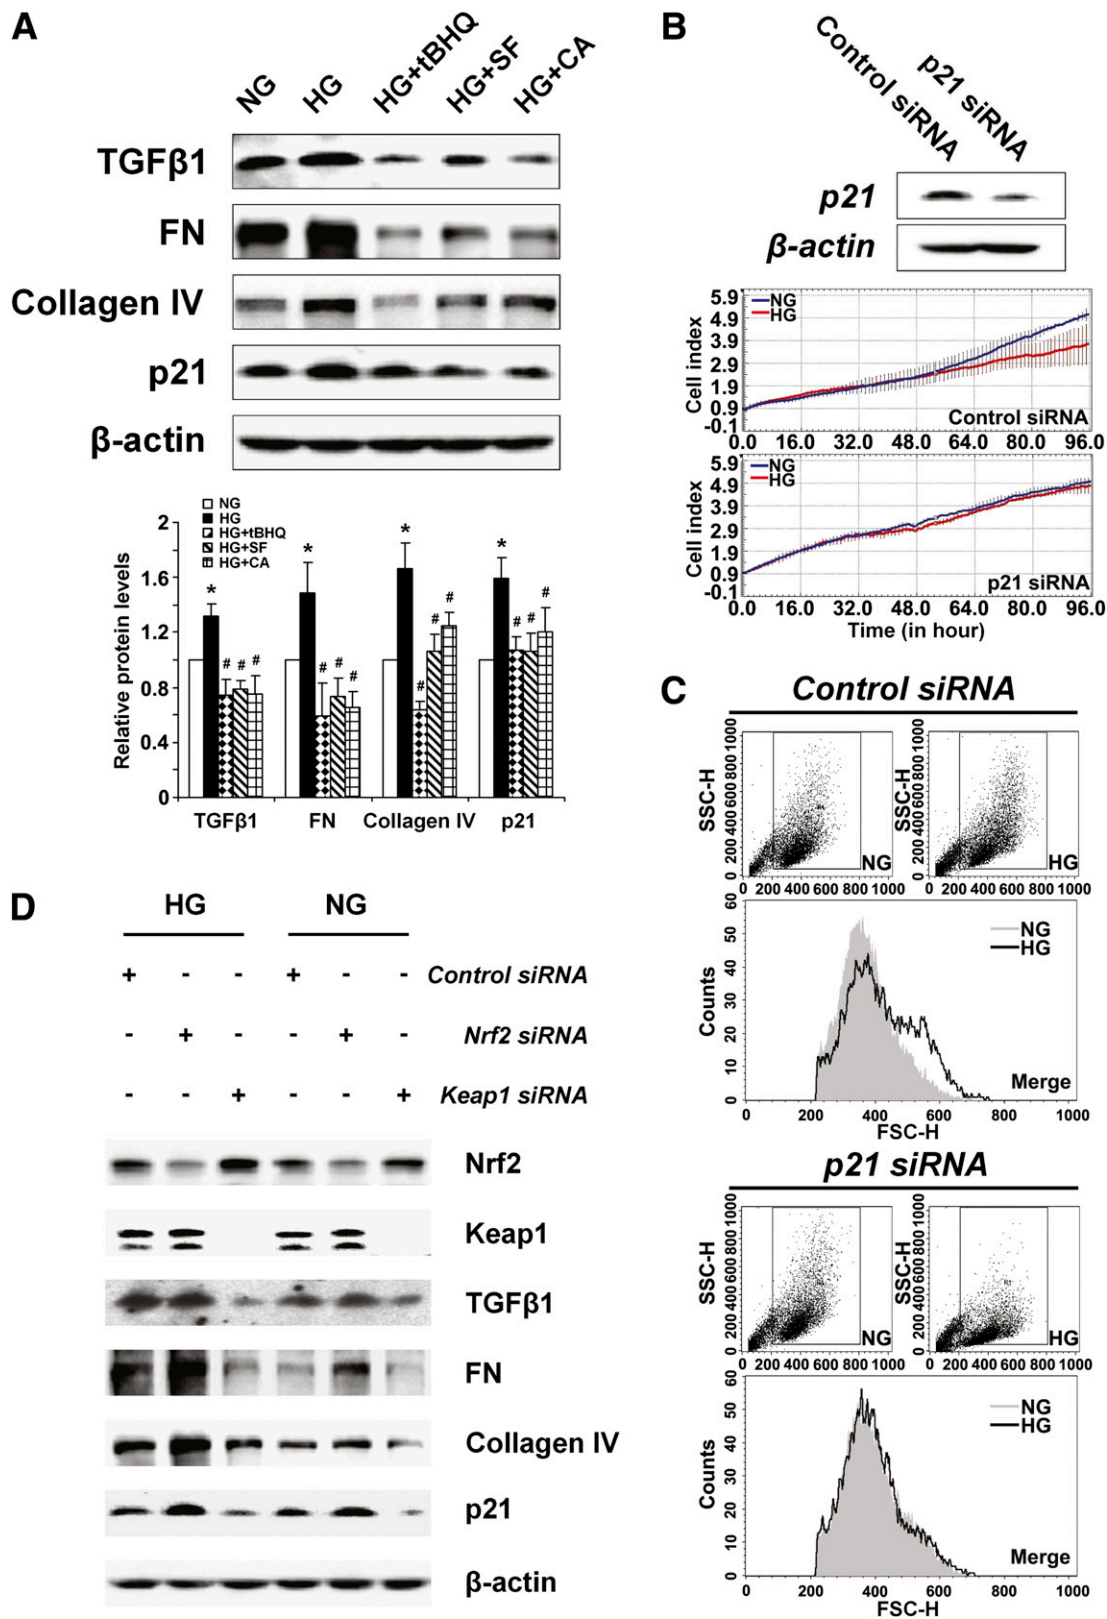 A
NG
HG
HG+tBHQ
HG+SF
HG+CA
TGFβ1
FN
Collagen IV
p21
β-actin
NG
HG
HG+tBHQ
HG+SF
HG+CA
Relative protein levels
2
1.6
1.2
0.8
0.4
0
* # # #
* # # #
* # # #
* # # #
TGFβ1 FN Collagen IV p21
B
Control siRNA
p21 siRNA
p21
β-actin
Cell index
5.9
4.9
3.9
2.9
1.9
0.9
-0.1
NG
HG
Control siRNA
0.0 16.0 32.0 48.0 64.0 80.0 96.0
Cell index
5.9
4.9
3.9
2.9
1.9
0.9
-0.1
NG
HG
p21 siRNA
0.0 16.0 32.0 48.0 64.0 80.0 96.0
Time (in hour)
C
Control siRNA
SSC-H
0 200 400 600 800 1000
NG
0 200 400 600 800 1000
SSC-H
0 200 400 600 800 1000
HG
0 200 400 600 800 1000
Counts
0 10 20 30 40 50 60
NG
HG
Merge
0 200 400 600 800 1000
FSC-H
p21 siRNA
SSC-H
0 200 400 600 800 1000
NG
0 200 400 600 800 1000
SSC-H
0 200 400 600 800 1000
R1
HG
0 200 400 600 800 1000
Counts
0 10 20 30 40 50 60
NG
HG
Merge
0 200 400 600 800 1000
FSC-H
D
HG NG
+ - - + - - Control siRNA
- + - - + - Nrf2 siRNA
- - + - - + Keap1 siRNA
Nrf2
Keap1
TGFβ1
FN
Collagen IV
p21
β-actin